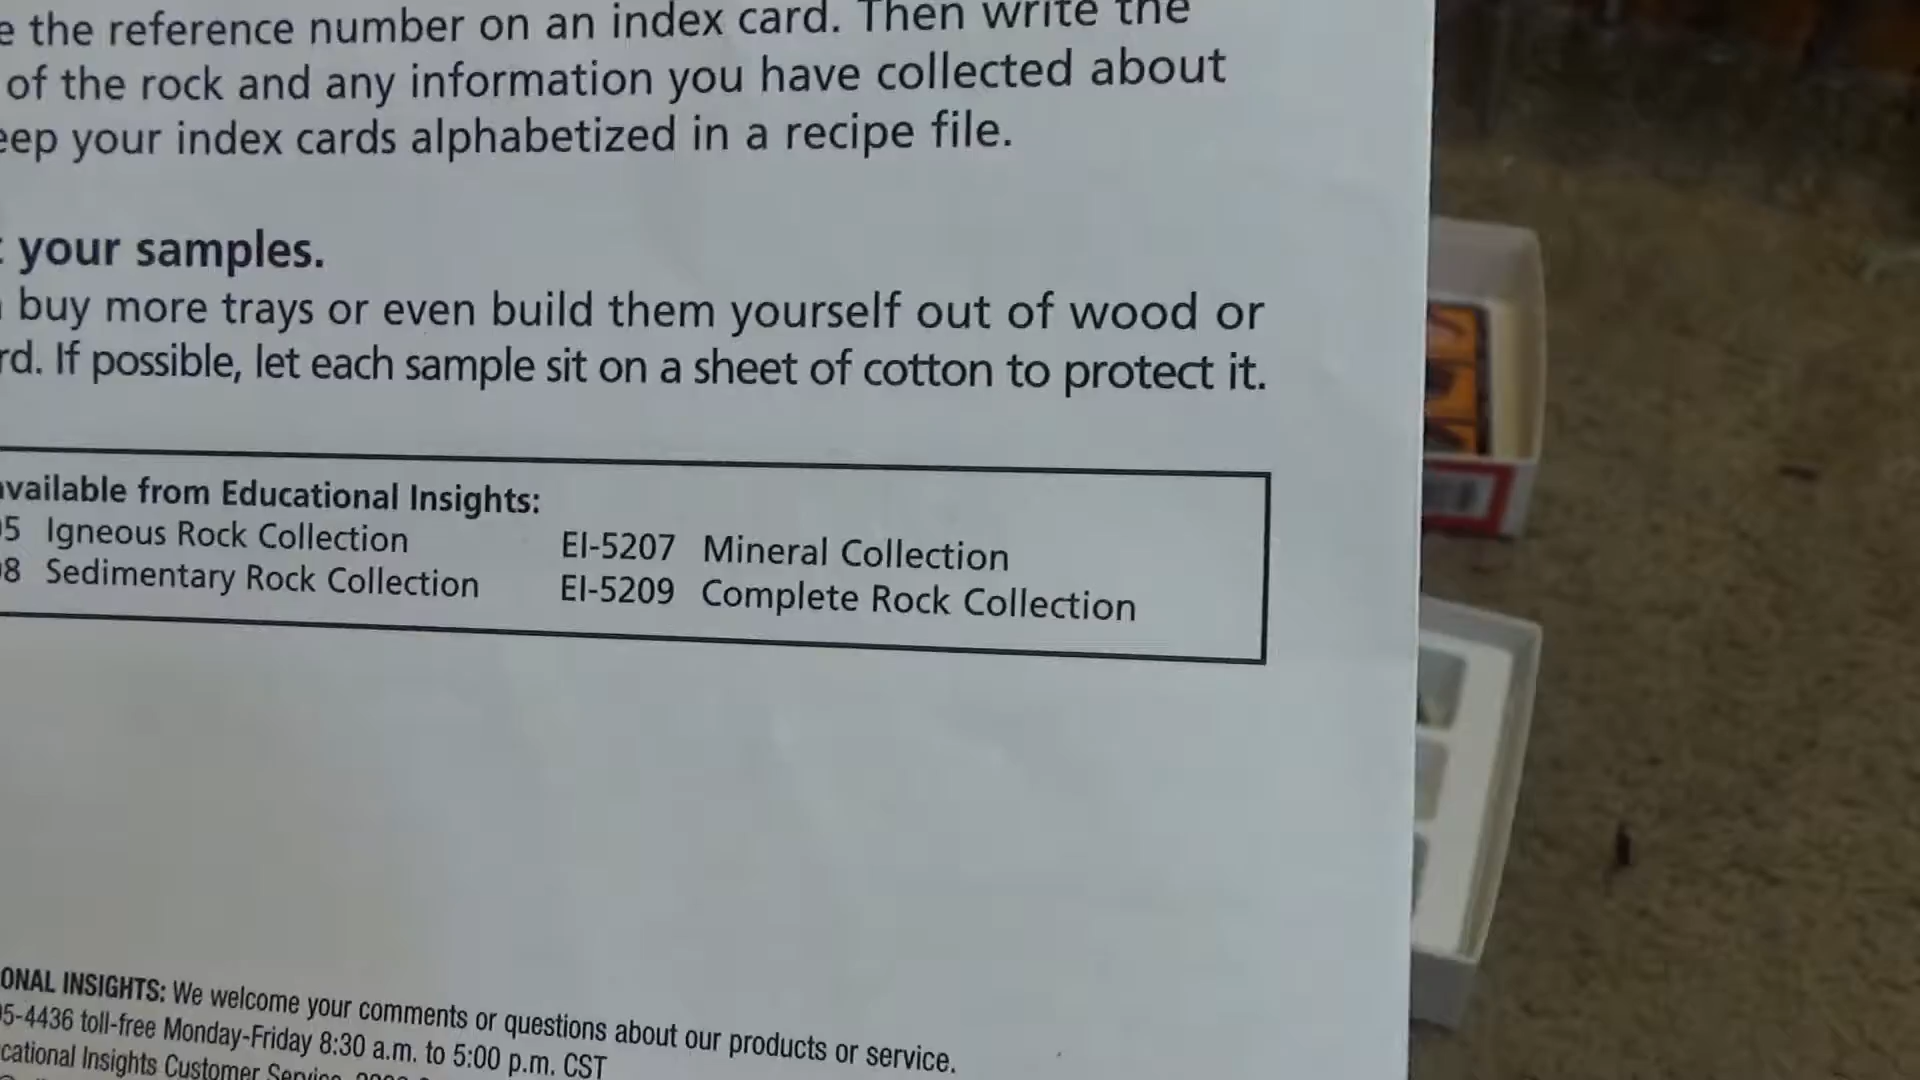 the reference number on an index card. Then write the
of the rock and any information you have collected about
your index cards alphabetized in a recipe file.
your samples.
buy more trays or even build them yourself out of wood or
If possible, let each sample sit on a sheet of cotton to protect it.
available from Educational Insights:
5 Igneous Rock Collection EI-5207 Mineral Collection
8 Sedimentary Rock Collection EI-5209 Complete Rock Collection
ONAL INSIGHTS: We welcome your comments or questions about our products or service.
5-4436 toll-free Monday-Friday 8:30 a.m. to 5:00 p.m. CST
cational Insights Customer Service